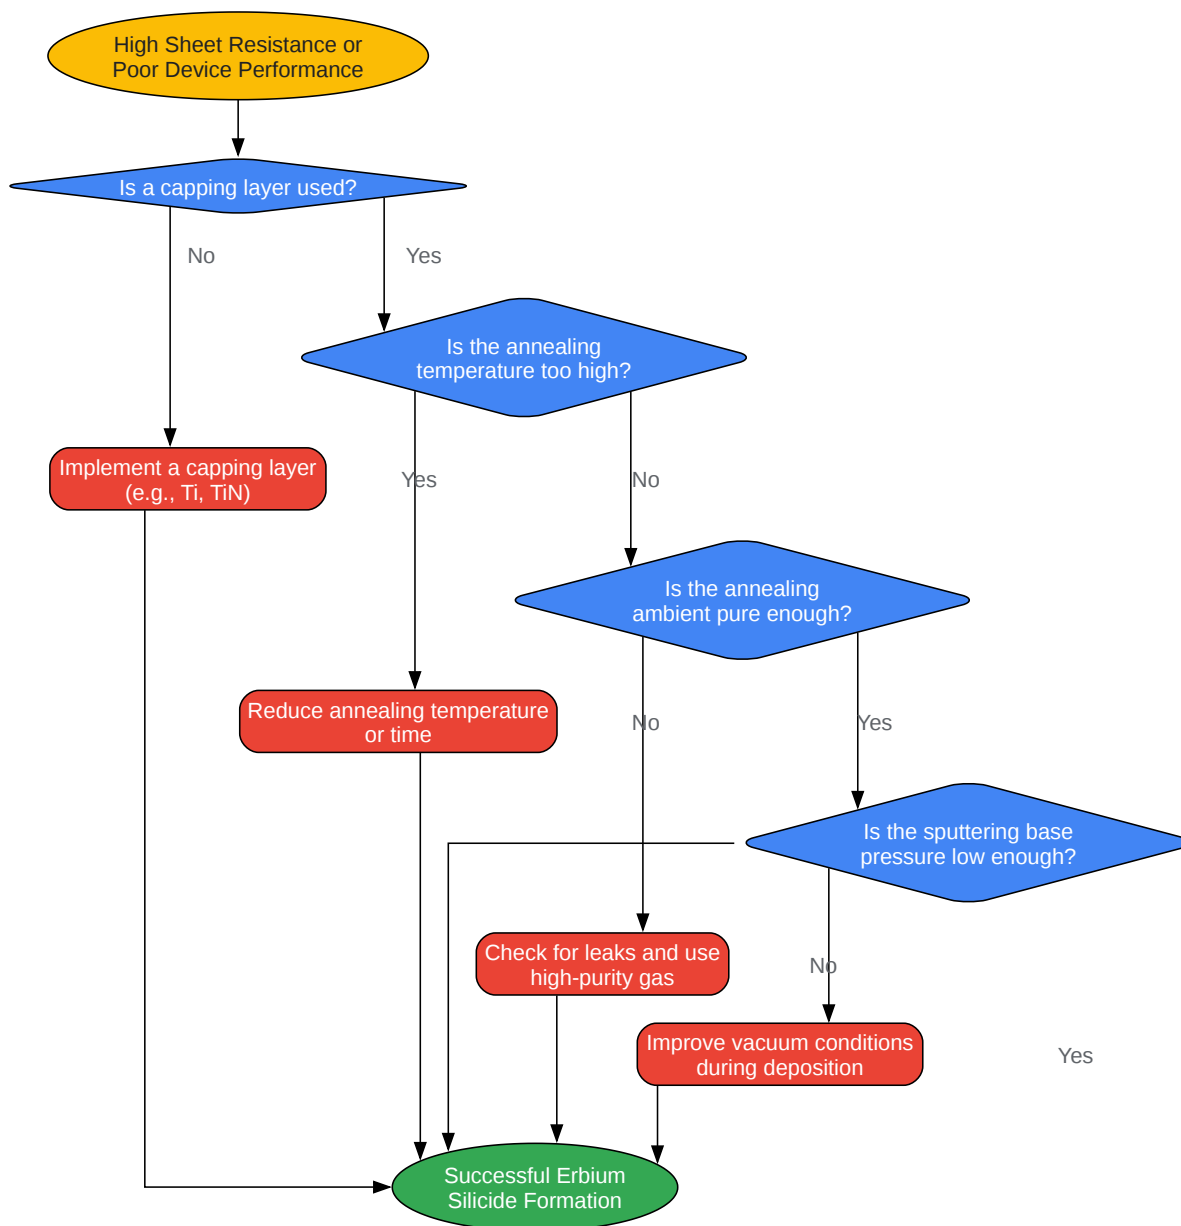 High Sheet Resistance or
Poor Device Performance
Is a capping layer used?
No
Yes
Is the annealing
temperature too high?
Implement a capping layer
(e.g., Ti, TiN)
Yes
No
Is the annealing
ambient pure enough?
Reduce annealing temperature
or time
No
Yes
Is the sputtering base
pressure low enough?
Check for leaks and use
high-purity gas
No
Improve vacuum conditions
during deposition
Yes
Successful Erbium
Silicide Formation